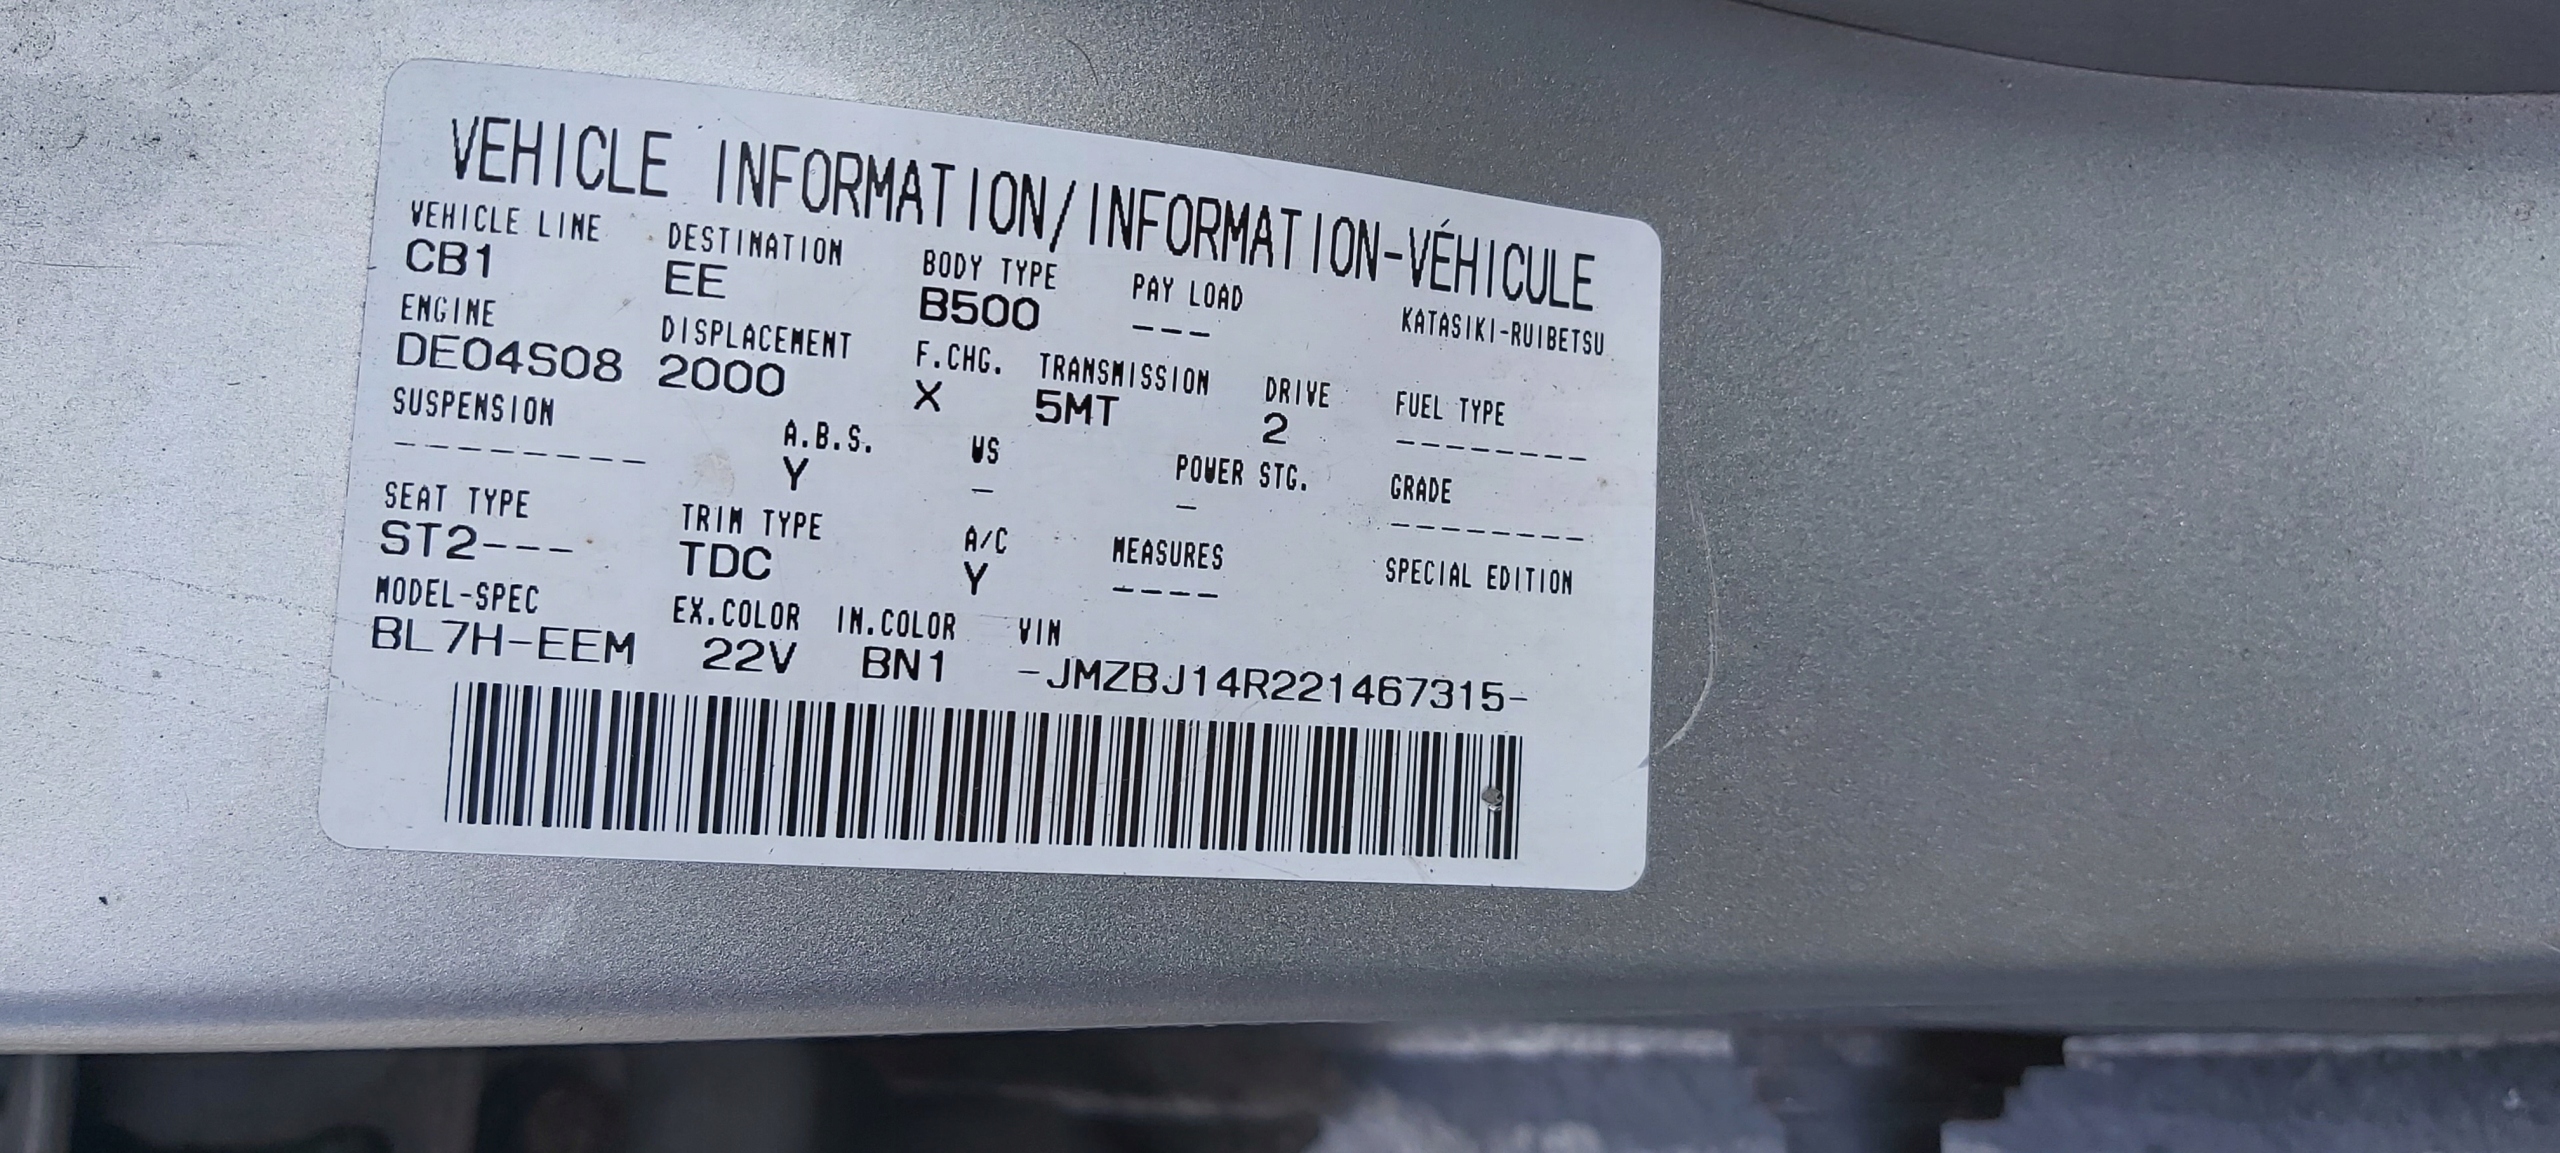 VEHICLE INFORMATION/INFORMATION-VÉHICULE
VEHICLE LINE DESTINATION BODY TYPE PAY LOAD KATASIKI-RUIBETSU
CB1 EE B500 ---
ENGINE DISPLACEMENT F.CHG. TRANSMISSION DRIVE FUEL TYPE
DE04S08 2000 X 5MT 2 --------
SUSPENSION A.B.S. WS POWER STG. GRADE
--------- Y - - --------
SEAT TYPE TRIM TYPE A/C MEASURES SPECIAL EDITION
ST2--- TDC Y ----
MODEL-SPEC EX.COLOR IN.COLOR VIN
BL7H-EEM 22V BN1 -JMZBJ14R221467315-